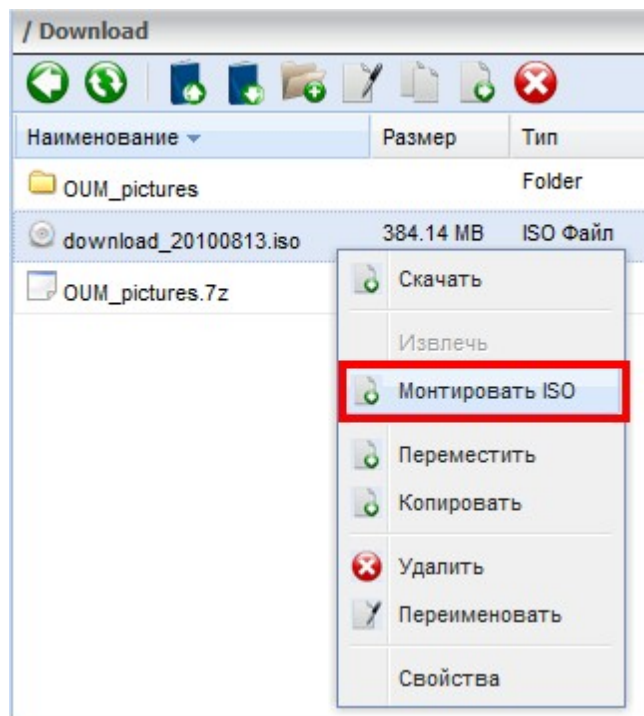 / Download
Наименование Размер Тип
OUM_pictures Folder
download_20100813.iso 384.14 MB ISO Файл
OUM_pictures.7z
Скачать
Извлечь
Монтировать ISO
Переместить
Копировать
Удалить
Переименовать
Свойства